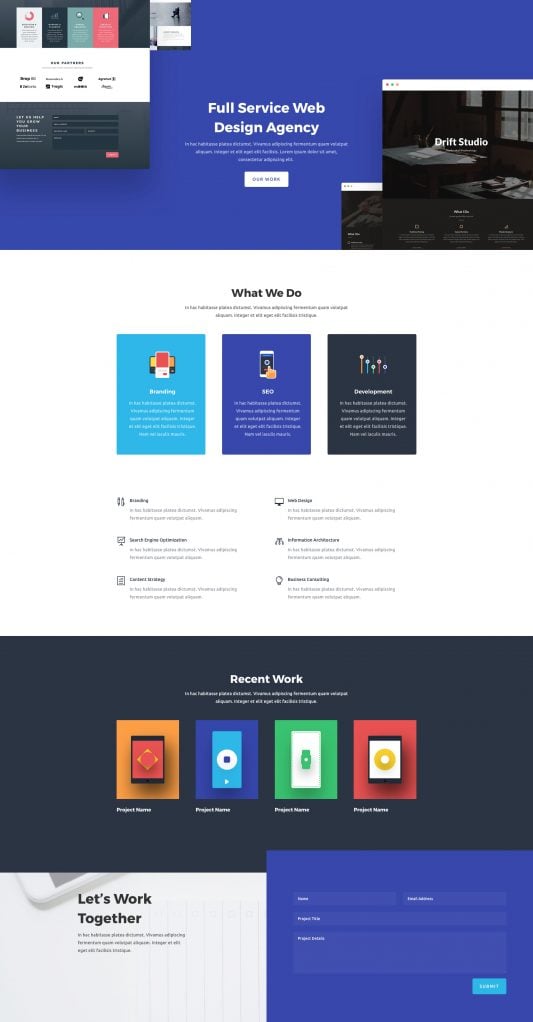 OUR PARTNERS
LET US HELP
YOU GROW
YOUR
BUSINESS
Full Service Web
Design Agency
In hac habitasse platea dictumst. Vivamus adipiscing fermentum quam volutpat
aliquam. Integer et elit eget elit facilisis tristique. Lorem ipsum dolor sit amet,
consectetur adipiscing elit.
OUR WORK
Drift Studio
What I Do
What We Do
In hac habitasse platea dictumst. Vivamus adipiscing fermentum quam volutpat
aliquam. Integer et elit eget elit facilisis tristique.
Branding
In hac habitasse platea dictumst.
Vivamus adipiscing fermentum
quam volutpat aliquam. Integer
et elit eget elit facilisis tristique.
Nam vel iaculis mauris.
SEO
In hac habitasse platea dictumst.
Vivamus adipiscing fermentum
quam volutpat aliquam. Integer
et elit eget elit facilisis tristique.
Nam vel iaculis mauris.
Development
In hac habitasse platea dictumst.
Vivamus adipiscing fermentum
quam volutpat aliquam. Integer
et elit eget elit facilisis tristique.
Nam vel iaculis mauris.
Branding
In hac habitasse platea dictumst. Vivamus adipiscing
fermentum quam volutpat aliquam.
Web Design
In hac habitasse platea dictumst. Vivamus adipiscing
fermentum quam volutpat aliquam.
Search Engine Optimization
In hac habitasse platea dictumst. Vivamus adipiscing
fermentum quam volutpat aliquam.
Information Architecture
In hac habitasse platea dictumst. Vivamus adipiscing
fermentum quam volutpat aliquam.
Content Strategy
In hac habitasse platea dictumst. Vivamus adipiscing
fermentum quam volutpat aliquam.
Business Consulting
In hac habitasse platea dictumst. Vivamus adipiscing
fermentum quam volutpat aliquam.
Recent Work
In hac habitasse platea dictumst. Vivamus adipiscing fermentum quam volutpat
aliquam. Integer et elit eget elit facilisis tristique.
Project Name
Project Name
Project Name
Project Name
Let's Work
Together
In hac habitasse platea dictumst. Vivamus adipiscing
fermentum quam volutpat aliquam. Integer et elit eget
elit facilisis tristique.
Name
Email Address
Project Title
Project Details
SUBMIT